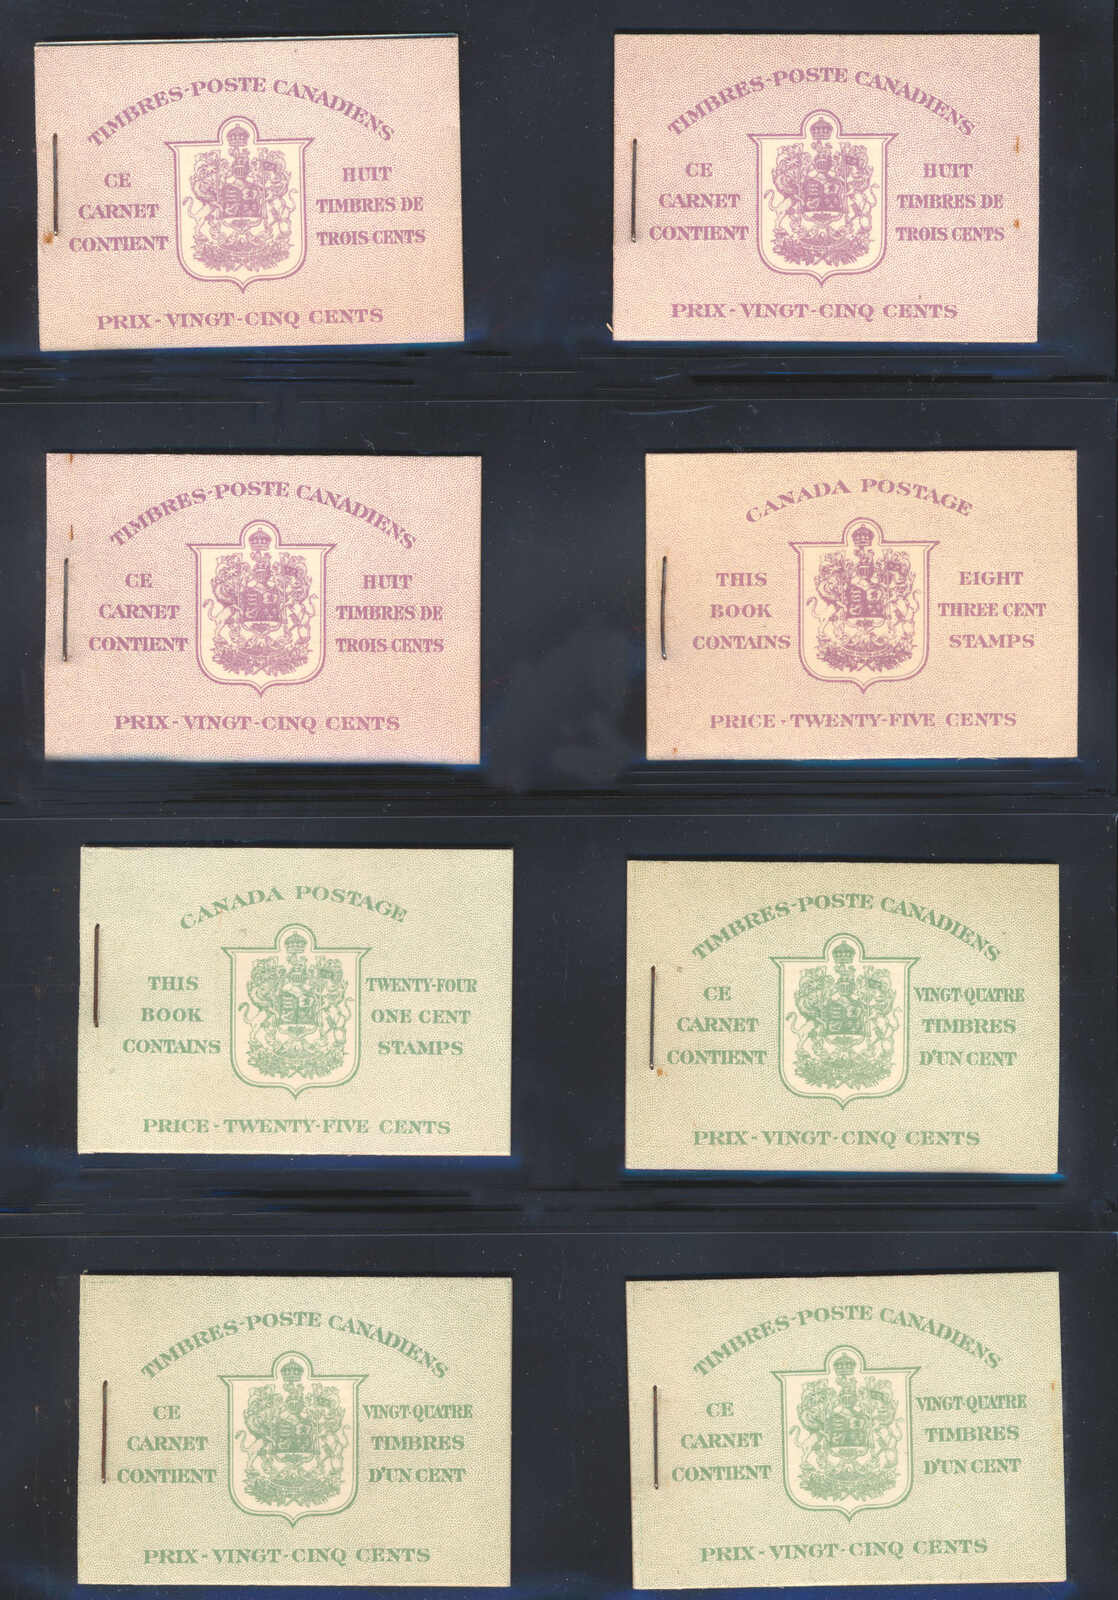 TIMBRES-POSTE CANADIENS
CE
CARNET
CONTIENT
HUIT
TIMBRES DE
TROIS CENTS
PRIX - VINGT - CINQ CENTS
TIMBRES-POSTE CANADIENS
CE
CARNET
CONTIENT
HUIT
TIMBRES DE
TROIS CENTS
PRIX - VINGT - CINQ CENTS
TIMBRES-POSTE CANADIENS
CE
CARNET
CONTIENT
HUIT
TIMBRES DE
TROIS CENTS
PRIX - VINGT - CINQ CENTS
CANADA POSTAGE
THIS
BOOK
CONTAINS
EIGHT
THREE CENT
STAMPS
PRICE - TWENTY-FIVE CENTS
CANADA POSTAGE
THIS
BOOK
CONTAINS
TWENTY-FOUR
ONE CENT
STAMPS
PRICE - TWENTY-FIVE CENTS
TIMBRES-POSTE CANADIENS
CE
CARNET
CONTIENT
VINGT-QUATRE
TIMBRES
D'UN CENT
PRIX - VINGT - CINQ CENTS
TIMBRES-POSTE CANADIENS
CE
CARNET
CONTIENT
VINGT-QUATRE
TIMBRES
D'UN CENT
PRIX - VINGT - CINQ CENTS
TIMBRES-POSTE CANADIENS
CE
CARNET
CONTIENT
VINGT-QUATRE
TIMBRES
D'UN CENT
PRIX - VINGT - CINQ CENTS